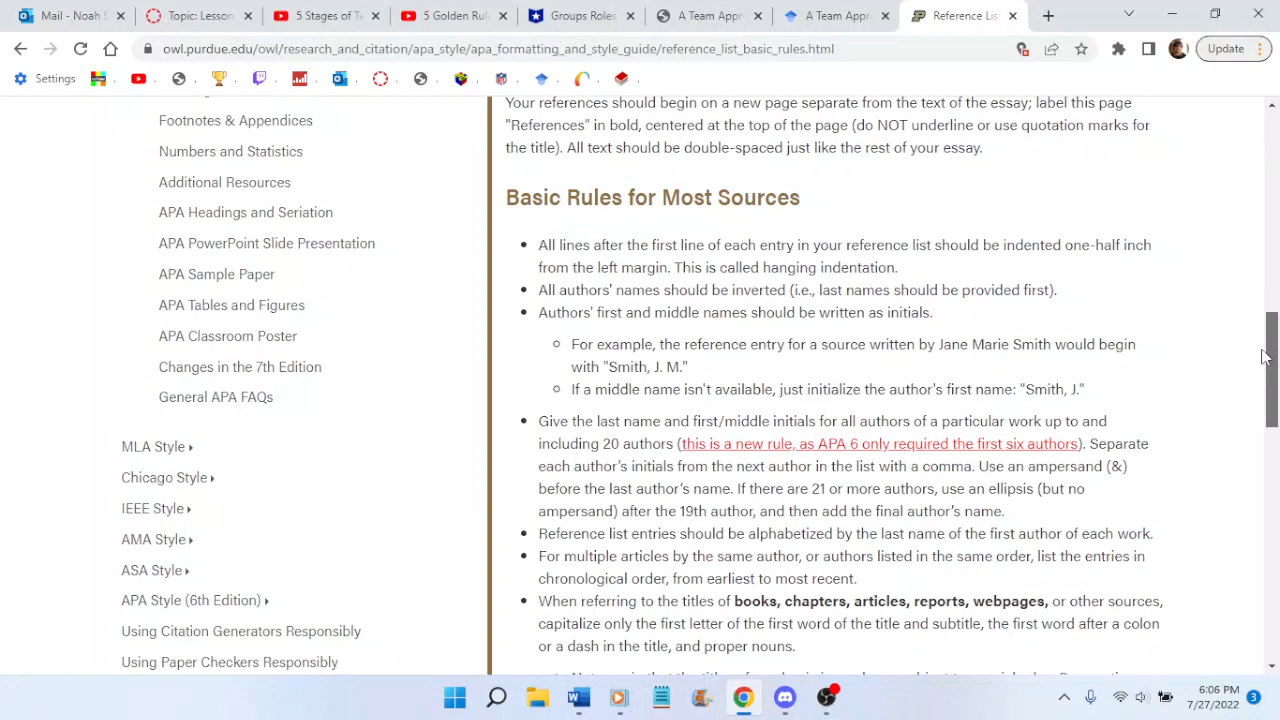 Mail - Noah S
Topic: Lesson
5 Stages of Te
5 Golden Rule
Groups Roles
A Team Appr
A Team Appr
Reference Lis
owl.purdue.edu/owl/research_and_citation/apa_style/apa_formatting_and_style_guide/reference_list_basic_rules.html
Update
Settings
Footnotes & Appendices
Numbers and Statistics
Additional Resources
APA Headings and Seriation
APA PowerPoint Slide Presentation
APA Sample Paper
APA Tables and Figures
APA Classroom Poster
Changes in the 7th Edition
General APA FAQs
MLA Style
Chicago Style
IEEE Style
AMA Style
ASA Style
APA Style (6th Edition)
Using Citation Generators Responsibly
Using Paper Checkers Responsibly
Your references should begin on a new page separate from the text of the essay; label this page
"References" in bold, centered at the top of the page (do NOT underline or use quotation marks for
the title). All text should be double-spaced just like the rest of your essay.
Basic Rules for Most Sources
• All lines after the first line of each entry in your reference list should be indented one-half inch
from the left margin. This is called hanging indentation.
• All authors' names should be inverted (i.e., last names should be provided first).
• Authors' first and middle names should be written as initials.
○ For example, the reference entry for a source written by Jane Marie Smith would begin
with "Smith, J. M."
○ If a middle name isn't available, just initialize the author's first name: "Smith, J."
• Give the last name and first/middle initials for all authors of a particular work up to and
including 20 authors (this is a new rule, as APA 6 only required the first six authors). Separate
each author's initials from the next author in the list with a comma. Use an ampersand (&)
before the last author's name. If there are 21 or more authors, use an ellipsis (but no
ampersand) after the 19th author, and then add the final author's name.
• Reference list entries should be alphabetized by the last name of the first author of each work.
• For multiple articles by the same author, or authors listed in the same order, list the entries in
chronological order, from earliest to most recent.
• When referring to the titles of books, chapters, articles, reports, webpages, or other sources,
capitalize only the first letter of the first word of the title and subtitle, the first word after a colon
or a dash in the title, and proper nouns.
6:06 PM
7/27/2022
3